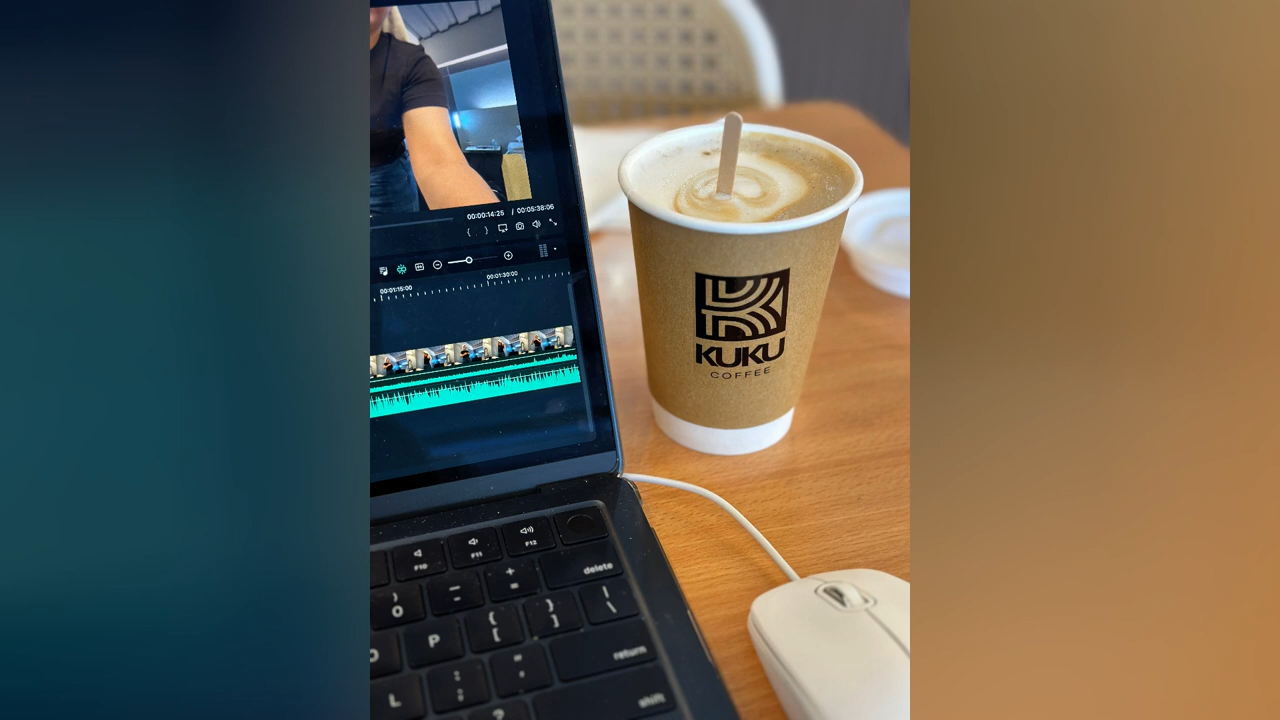 00:00:14:25 / 00:05:38:06
00:01:15:00
00:01:30:00
KUKU
COFFEE
F10
F11
F12
delete
) 0
_ -
+ =
P
{ [
} ]
| \
return
L
: ;
" '
shift
?